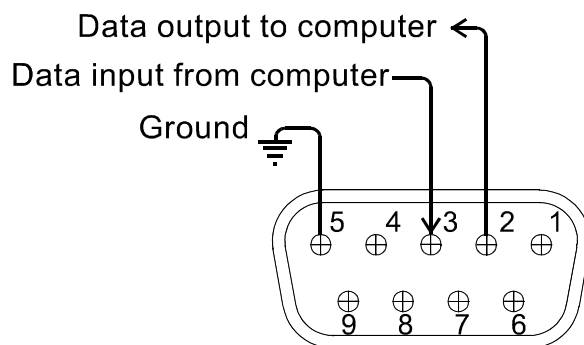 Data output to computer
Data input from computer
Ground
5 4 3 2 1
9 8 7 6